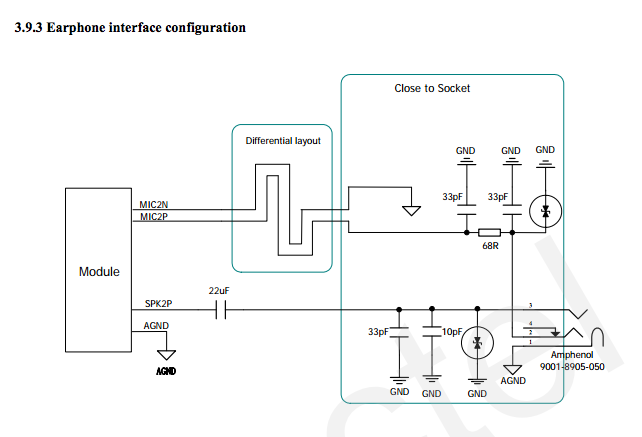 3.9.3 Earphone interface configuration
Close to Socket
Differential layout
GND GND GND
33pF 33pF
MIC2N
MIC2P
68R
Module
22uF
SPK2P
3
AGND
33pF 10pF
4
2
1
Amphenol
9001-8905-050
AGND
AGND
GND GND GND
tel